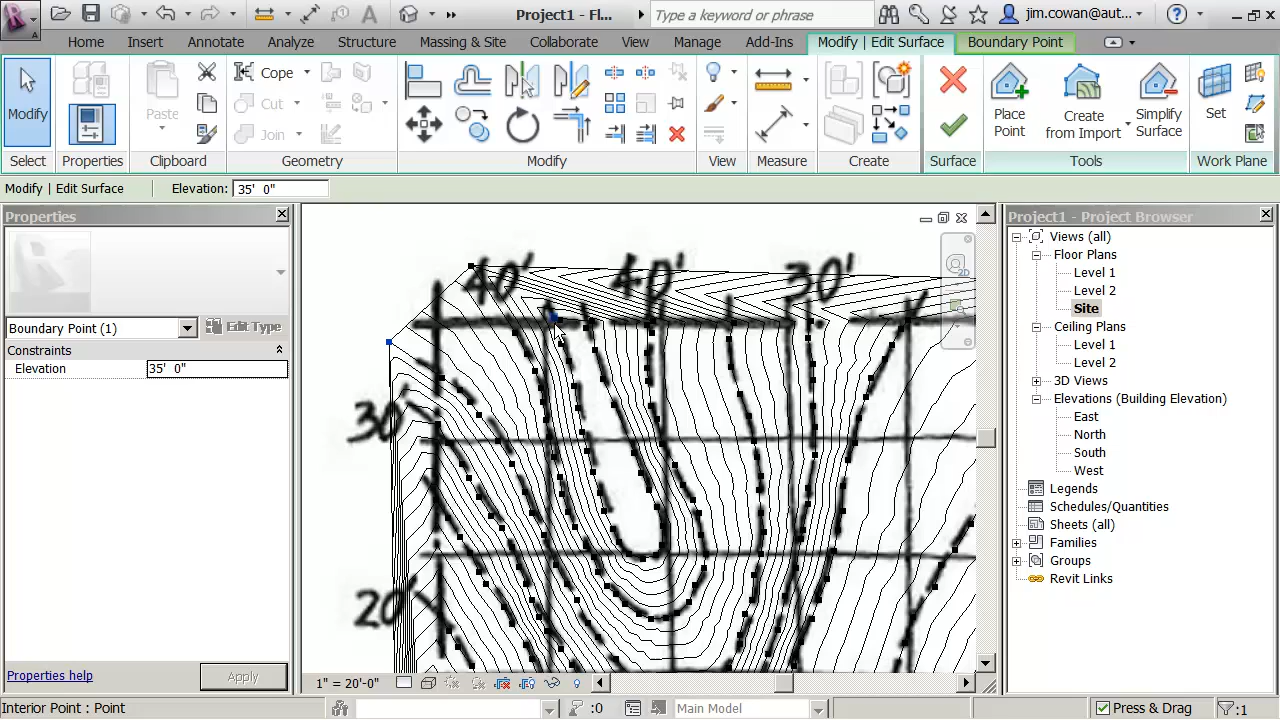 Project1 - Fl...
Type a keyword or phrase
jim.cowan@aut...
Home
Insert
Annotate
Analyze
Structure
Massing & Site
Collaborate
View
Manage
Add-Ins
Modify | Edit Surface
Boundary Point
Modify
Paste
Cope
Cut
Join
Place
Point
Create
from Import
Simplify
Surface
Set
Select
Properties
Clipboard
Geometry
Modify
View
Measure
Create
Surface
Tools
Work Plane
Modify | Edit Surface
Elevation:
35' 0"
Properties
Boundary Point (1)
Edit Type
Constraints
Elevation
35' 0"
Properties help
Apply
40'
40'
30'
30'
20'
2D
1" = 20'-0"
Project1 - Project Browser
Views (all)
Floor Plans
Level 1
Level 2
Site
Ceiling Plans
Level 1
Level 2
3D Views
Elevations (Building Elevation)
East
North
South
West
Legends
Schedules/Quantities
Sheets (all)
Families
Groups
Revit Links
Interior Point : Point
:0
Main Model
Press & Drag
:1